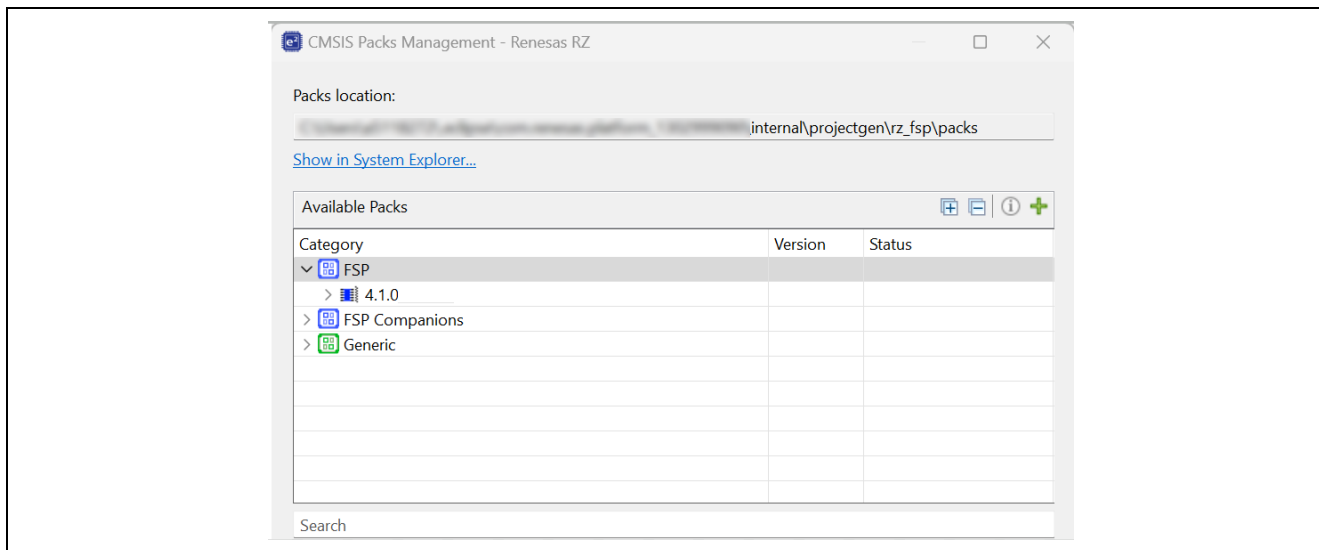 CMSIS Packs Management - Renesas RZ
Packs location:
internal\projectgen\rz_fsp\packs
Show in System Explorer...
Available Packs
Category Version Status
FSP
4.1.0
FSP Companions
Generic
Search